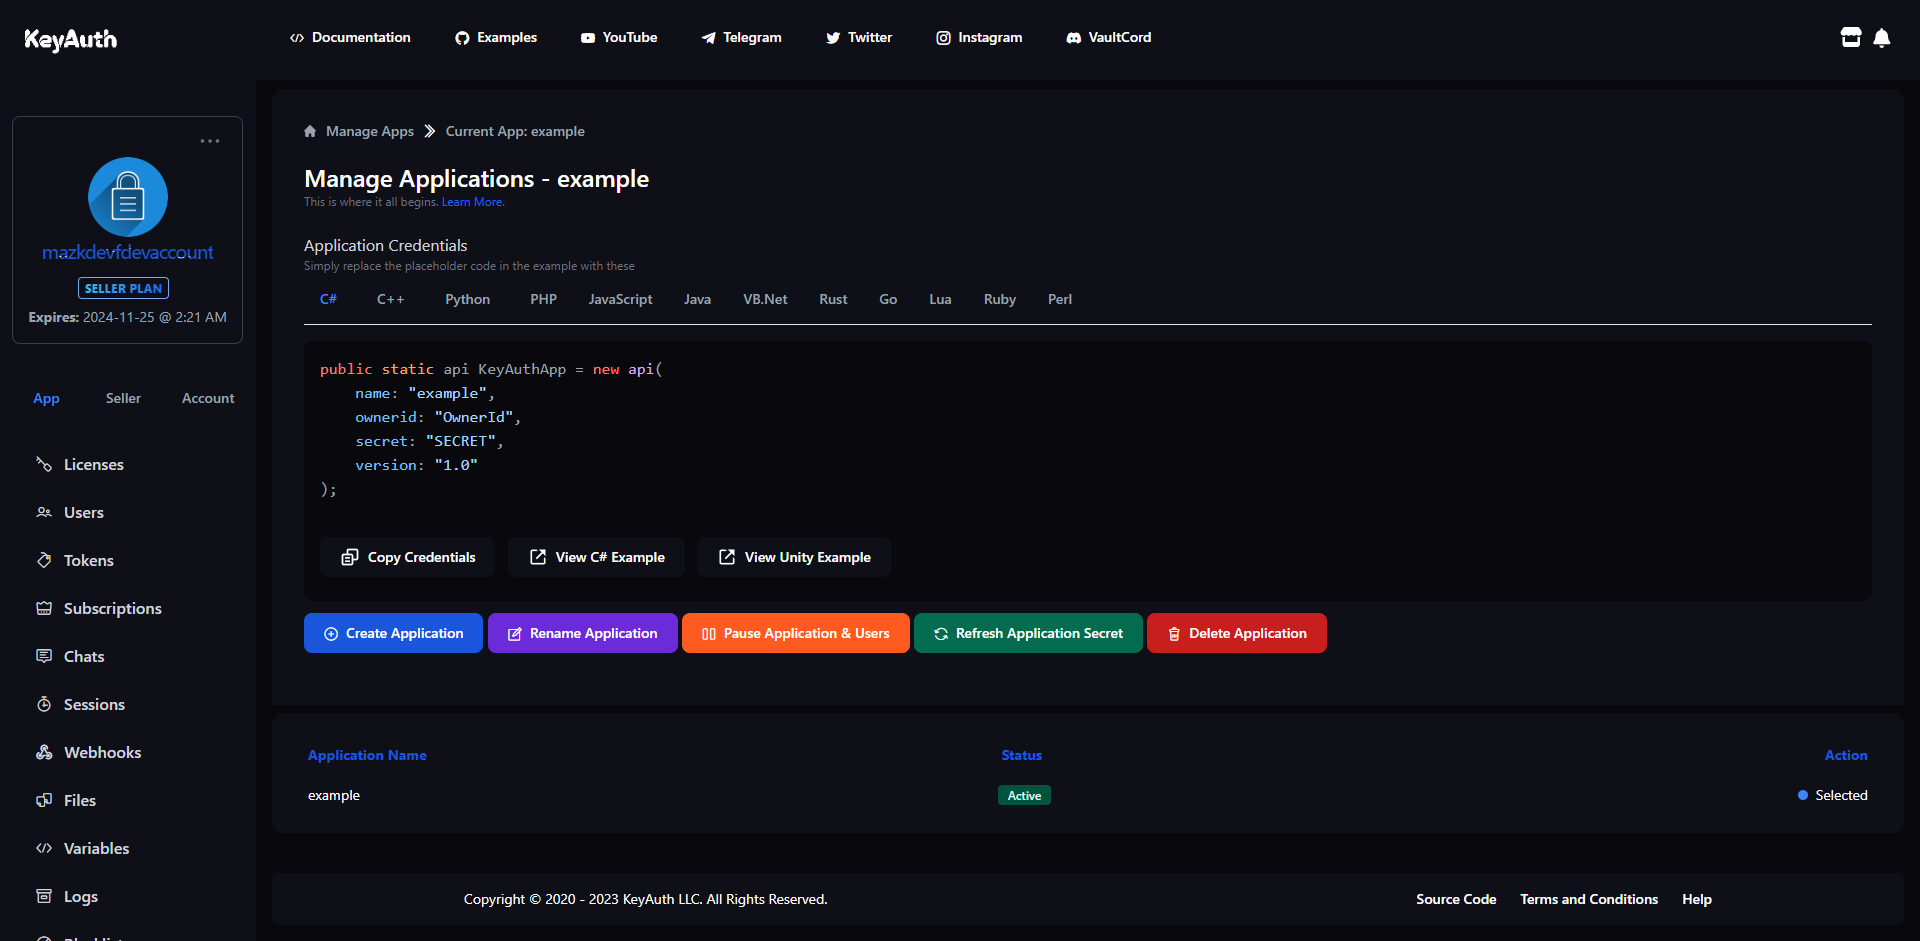 KeyAuth
Documentation
Examples
YouTube
Telegram
Twitter
Instagram
VaultCord
mazkdevfdevaccount
SELLER PLAN
Expires: 2024-11-25 @ 2:21 AM
App
Seller
Account
Licenses
Users
Tokens
Subscriptions
Chats
Sessions
Webhooks
Files
Variables
Logs
Manage Apps
Current App: example
Manage Applications - example
This is where it all begins. Learn More.
Application Credentials
Simply replace the placeholder code in the example with these
C#
C++
Python
PHP
JavaScript
Java
VB.Net
Rust
Go
Lua
Ruby
Perl
public static api KeyAuthApp = new api(
name: "example",
ownerid: "OwnerId",
secret: "SECRET",
version: "1.0"
);
Copy Credentials
View C# Example
View Unity Example
Create Application
Rename Application
Pause Application & Users
Refresh Application Secret
Delete Application
Application Name
Status
Action
example
Active
Selected
Copyright © 2020 - 2023 KeyAuth LLC. All Rights Reserved.
Source Code
Terms and Conditions
Help